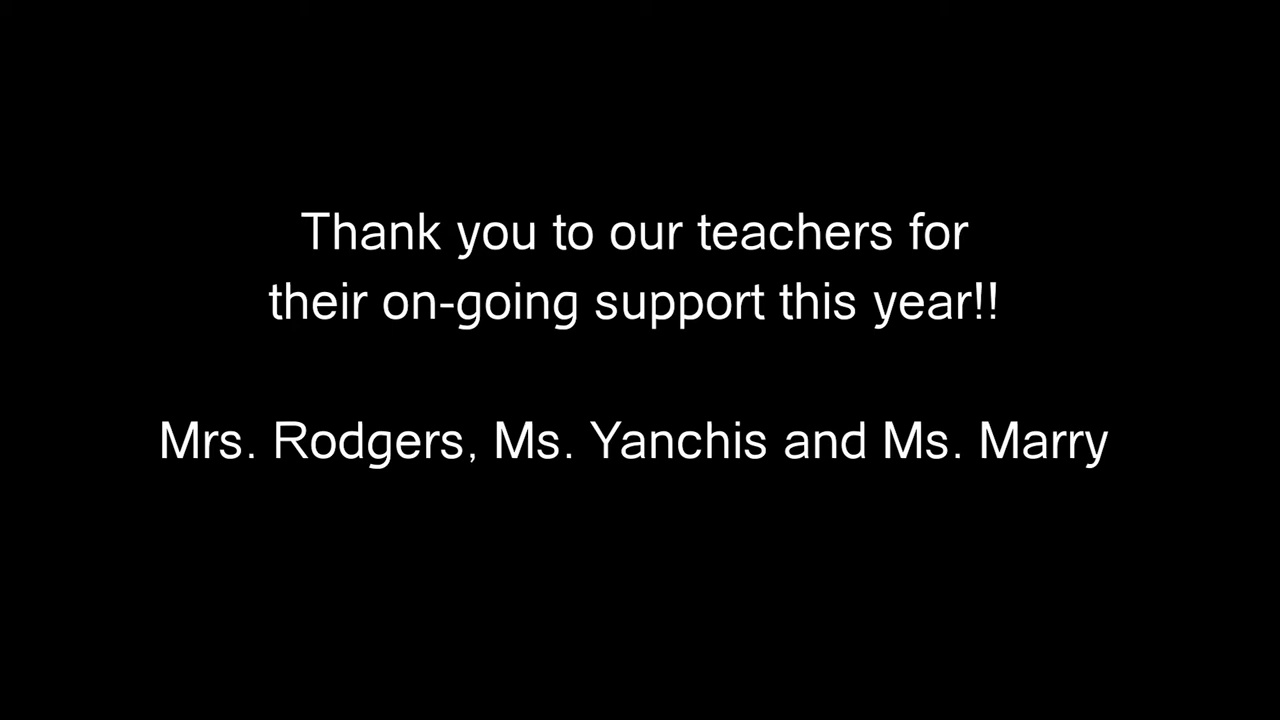 Thank you to our teachers for
their on-going support this year!!
Mrs. Rodgers, Ms. Yanchis and Ms. Marry